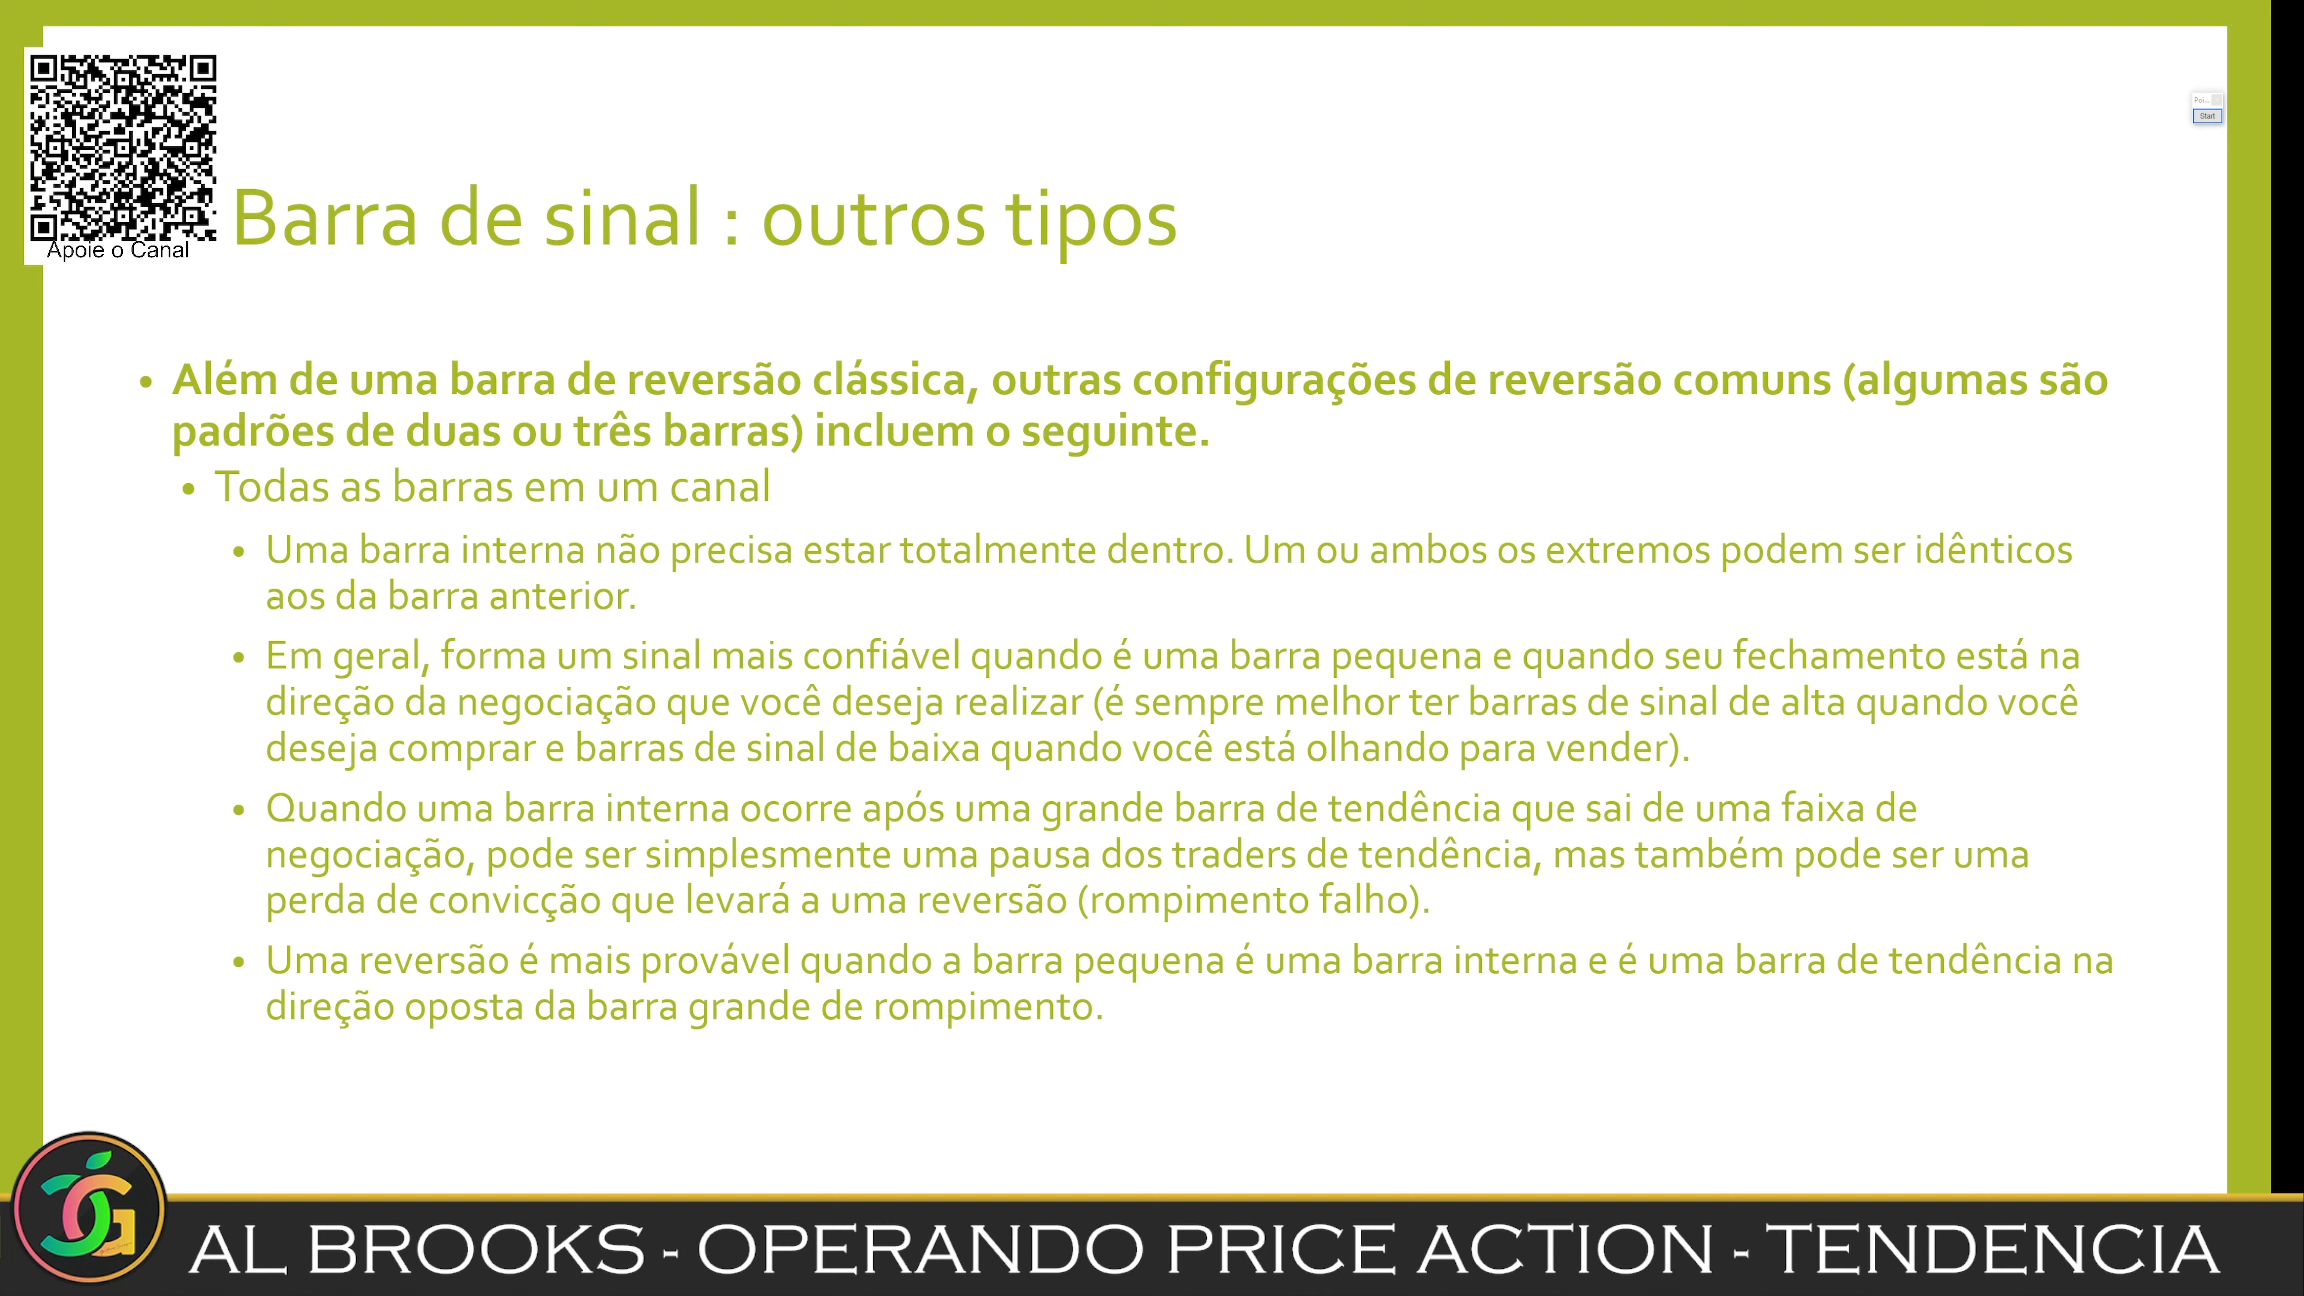 Poi...
Start
Apoie o Canal
Barra de sinal : outros tipos
• Além de uma barra de reversão clássica, outras configurações de reversão comuns (algumas são
padrões de duas ou três barras) incluem o seguinte.
• Todas as barras em um canal
• Uma barra interna não precisa estar totalmente dentro. Um ou ambos os extremos podem ser idênticos
aos da barra anterior.
• Em geral, forma um sinal mais confiável quando é uma barra pequena e quando seu fechamento está na
direção da negociação que você deseja realizar (é sempre melhor ter barras de sinal de alta quando você
deseja comprar e barras de sinal de baixa quando você está olhando para vender).
• Quando uma barra interna ocorre após uma grande barra de tendência que sai de uma faixa de
negociação, pode ser simplesmente uma pausa dos traders de tendência, mas também pode ser uma
perda de convicção que levará a uma reversão (rompimento falho).
• Uma reversão é mais provável quando a barra pequena é uma barra interna e é uma barra de tendência na
direção oposta da barra grande de rompimento.
AL BROOKS - OPERANDO PRICE ACTION - TENDENCIA